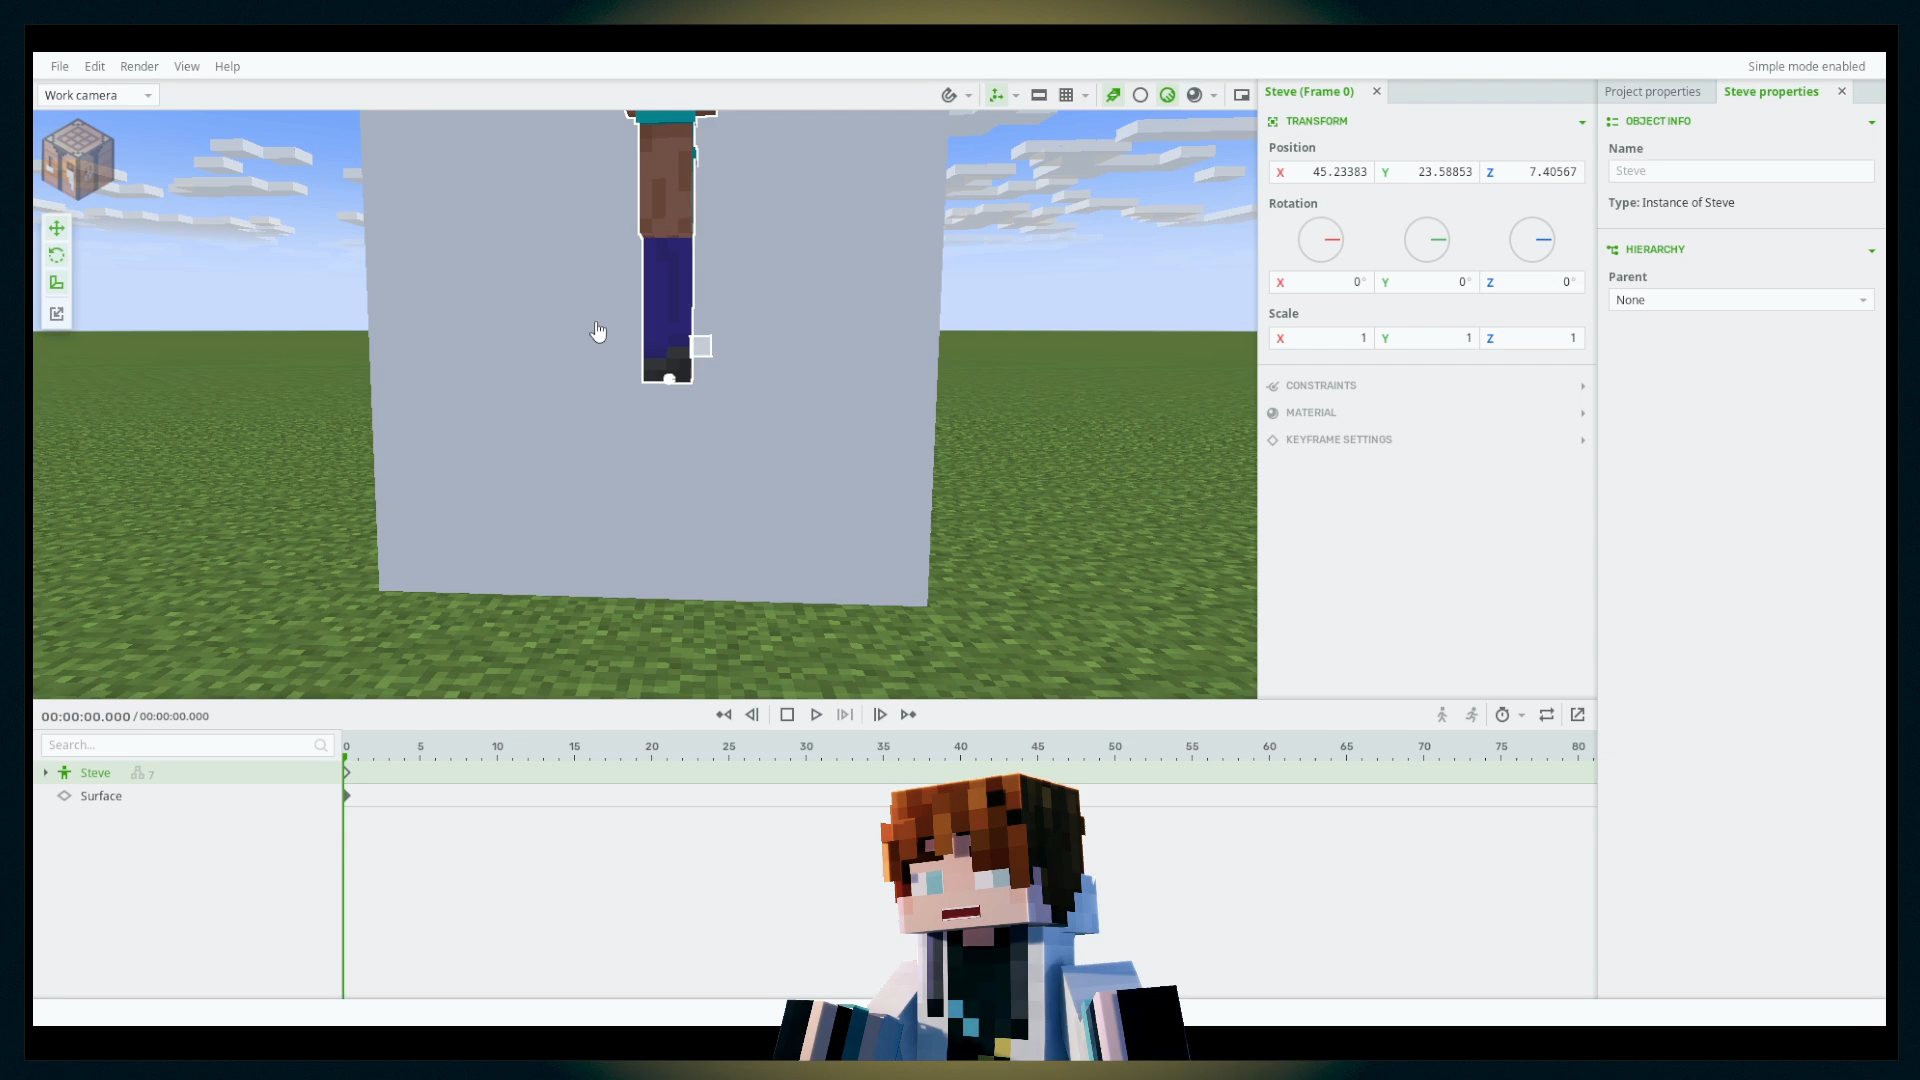 File Edit Render View Help Simple mode enabled
Work camera
Steve (Frame 0)
Project properties Steve properties
TRANSFORM
Position
X 45.23383 Y 23.58853 Z 7.40567
Rotation
X 0° Y 0° Z 0°
Scale
X 1 Y 1 Z 1
CONSTRAINTS
MATERIAL
KEYFRAME SETTINGS
OBJECT INFO
Name
Steve
Type: Instance of Steve
HIERARCHY
Parent
None
00:00:00.000 / 00:00:00.000
Search...
0 5 10 15 20 25 30 35 40 45 50 55 60 65 70 75 80
Steve 7
Surface